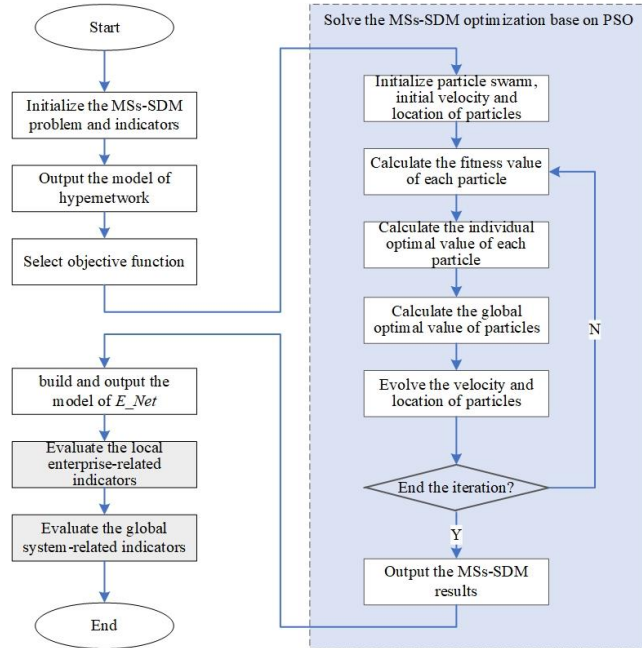 Start
Initialize the MSs-SDM
problem and indicators
Output the model of
hypernetwork
Select objective function
Solve the MSs-SDM optimization base on PSO
Initialize particle swarm,
initial velocity and
location of particles
Calculate the fitness value
of each particle
Calculate the individual
optimal value of each
particle
Calculate the global
optimal value of particles
Evolve the velocity and
location of particles
End the iteration?
N
Y
Output the MSs-SDM
results
build and output the
model of E_Net
Evaluate the local
enterprise-related
indicators
Evaluate the global
system-related indicators
End